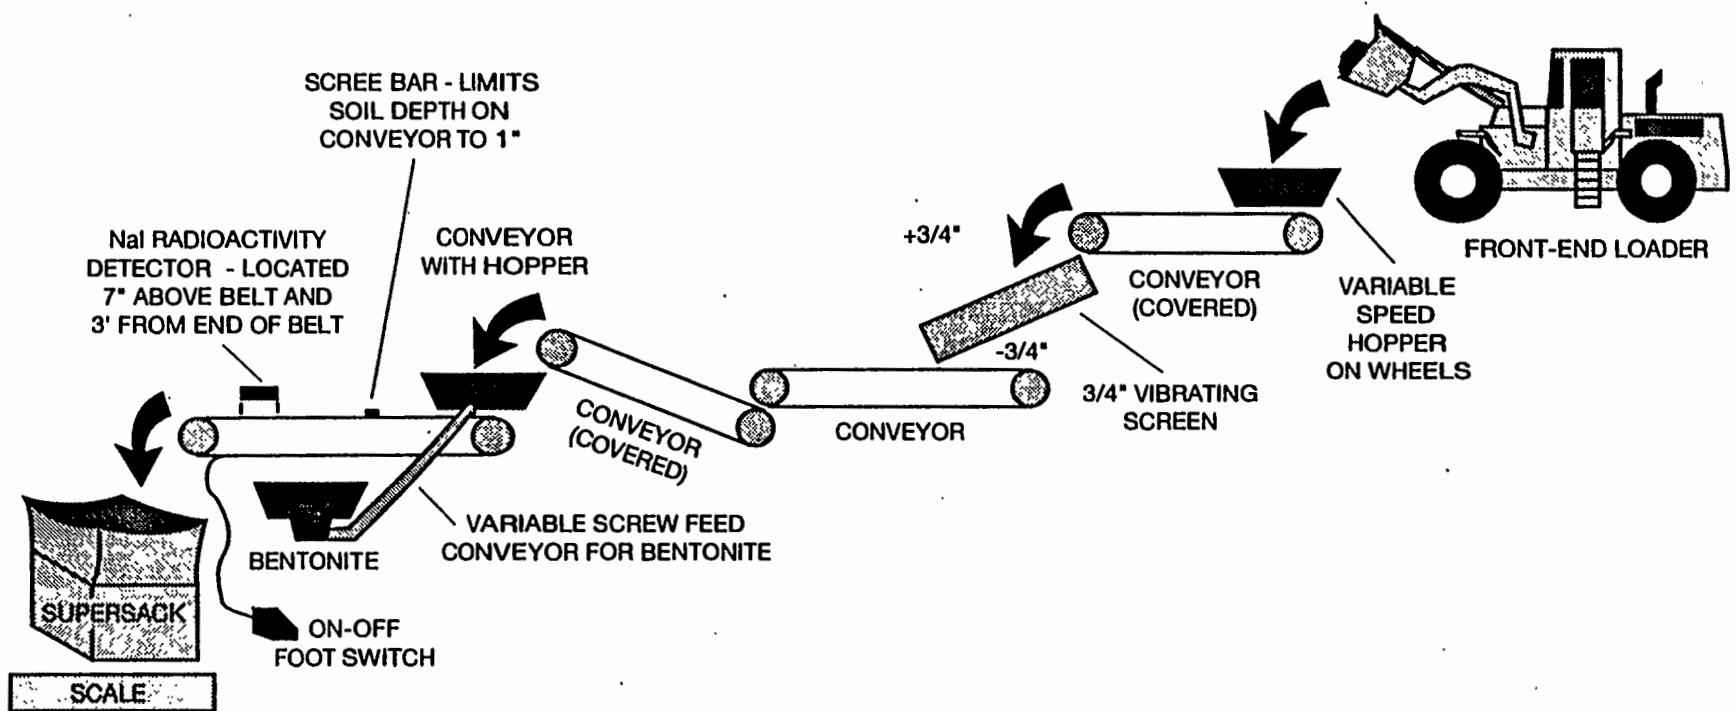 SCREE BAR - LIMITS
SOIL DEPTH ON
CONVEYOR TO 1"
NaI RADIOACTIVITY
DETECTOR - LOCATED
7" ABOVE BELT AND
3' FROM END OF BELT
CONVEYOR
WITH HOPPER
+3/4"
CONVEYOR
(COVERED)
FRONT-END LOADER
VARIABLE
SPEED
HOPPER
ON WHEELS
-3/4"
3/4" VIBRATING
SCREEN
CONVEYOR
CONVEYOR
(COVERED)
VARIABLE SCREW FEED
CONVEYOR FOR BENTONITE
BENTONITE
SUPERSACK
ON-OFF
FOOT SWITCH
SCALE